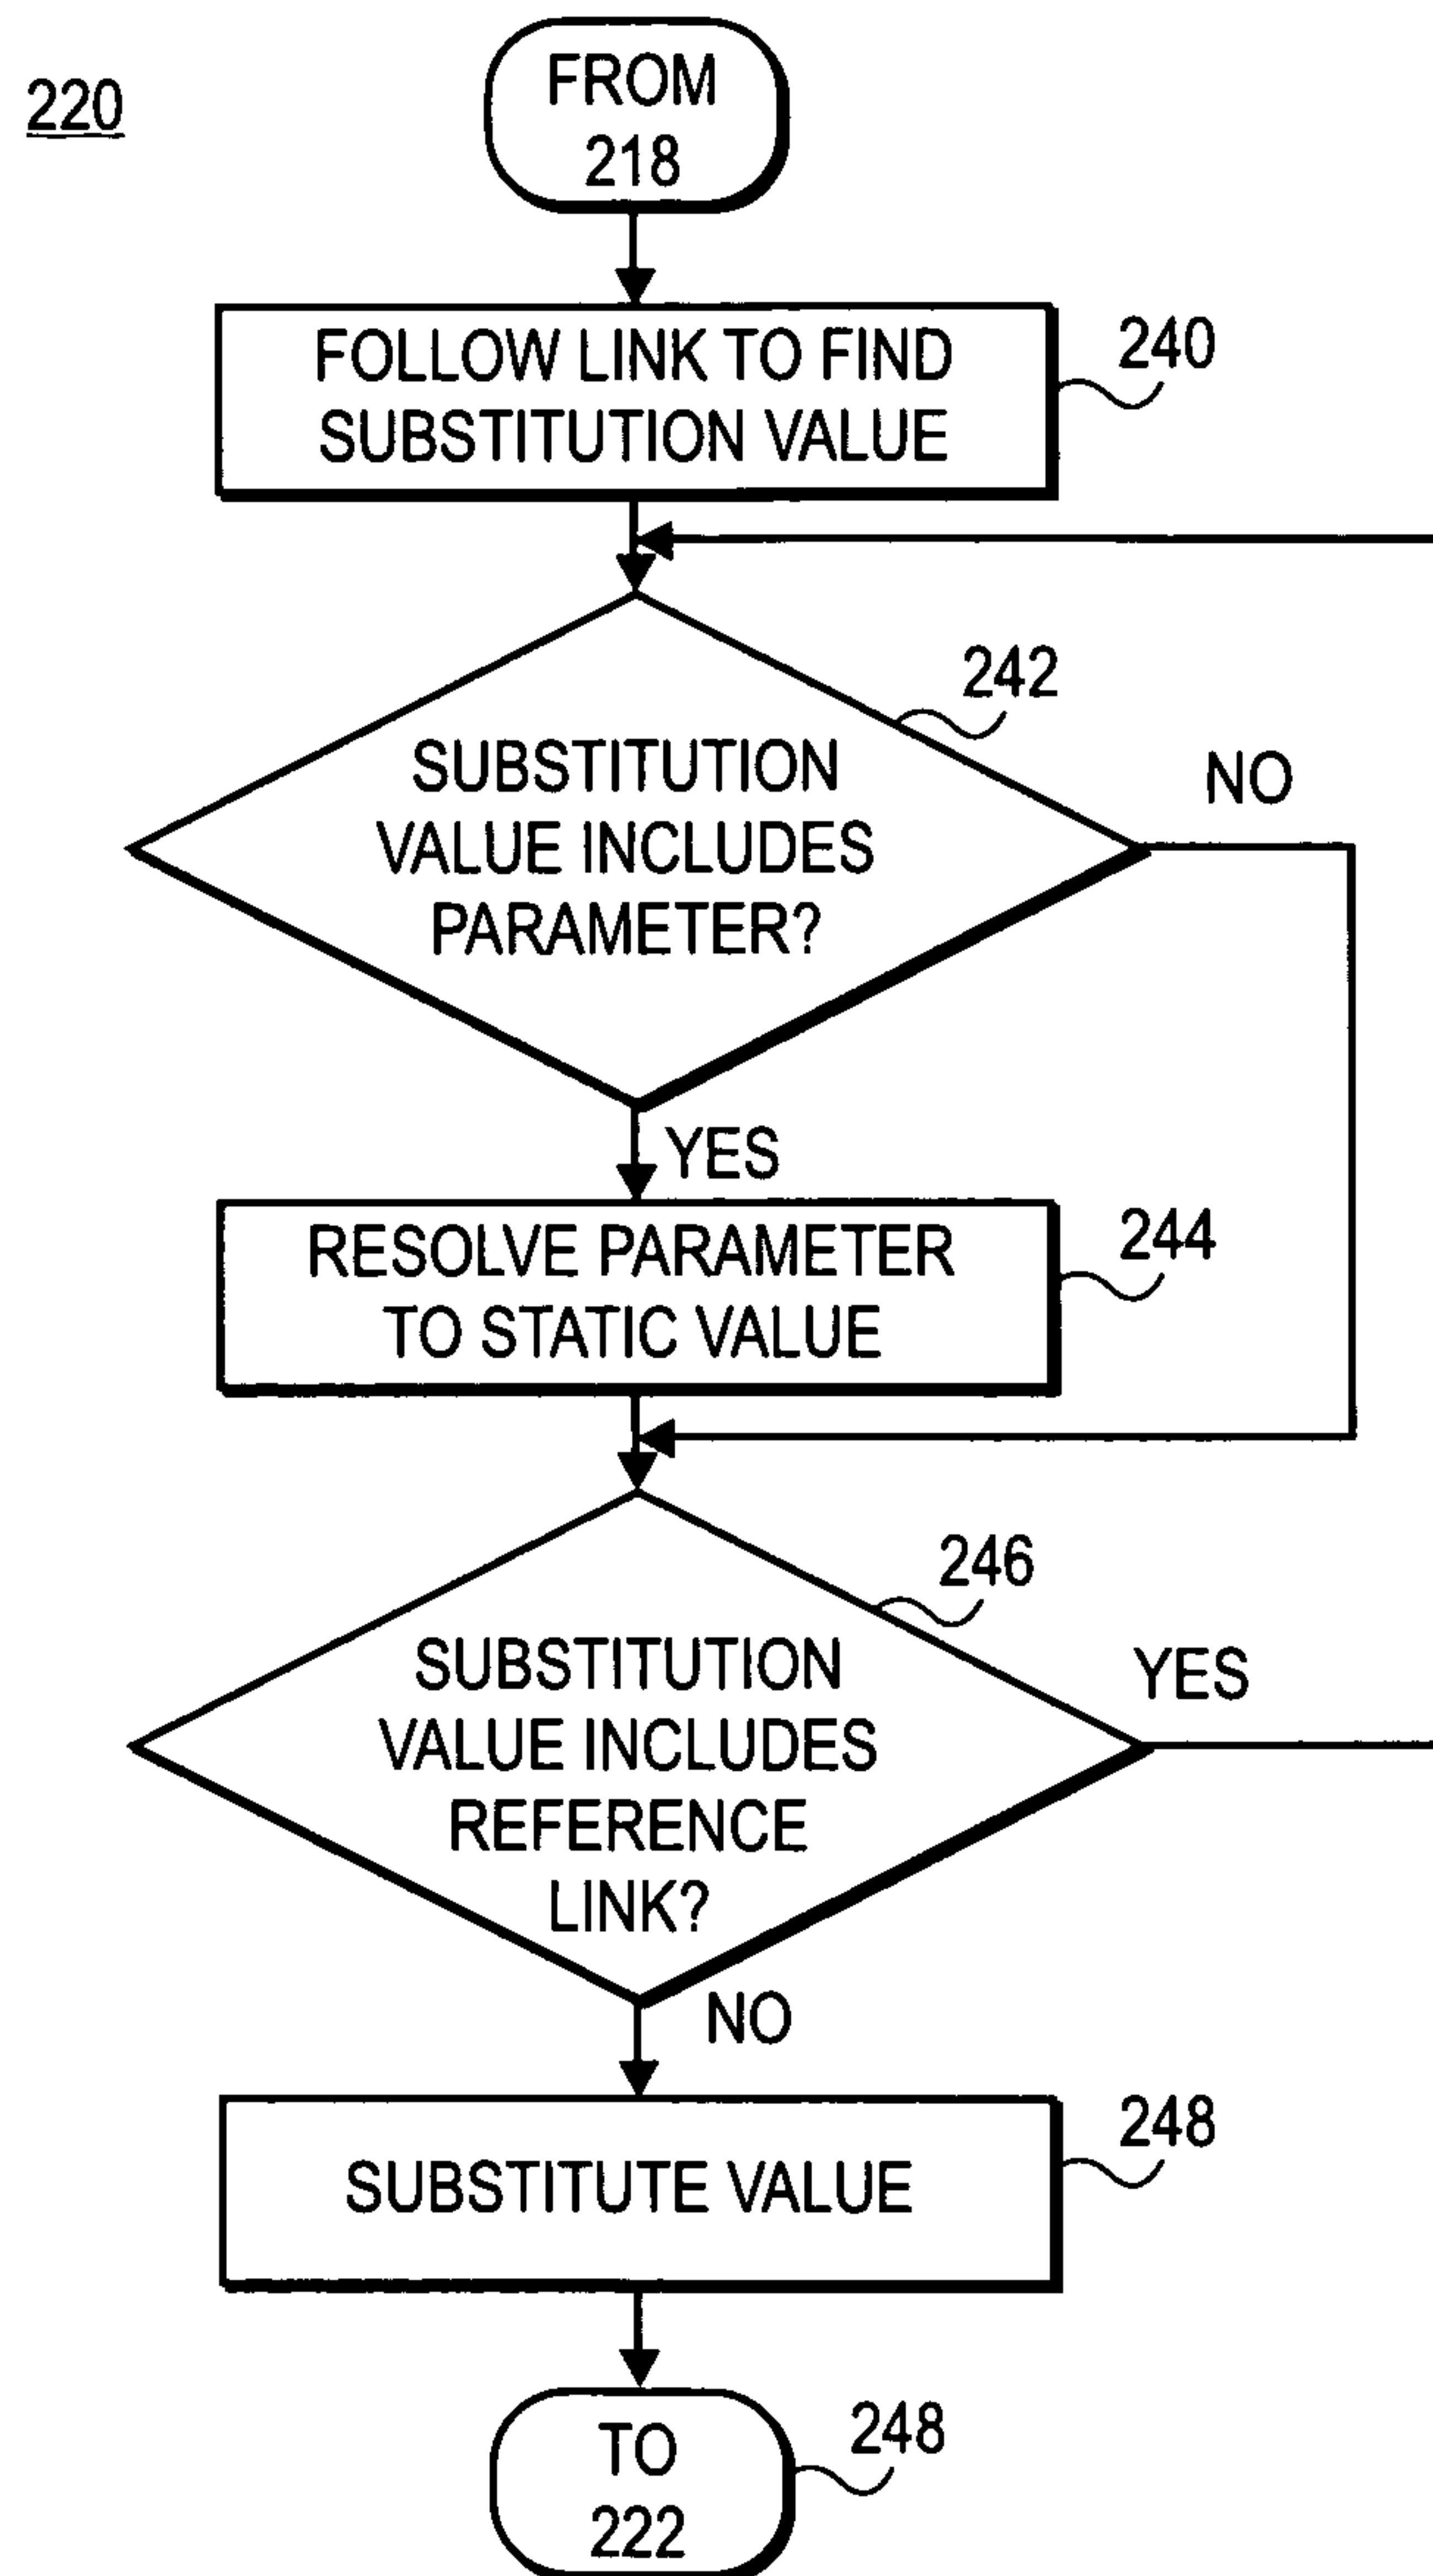 220
FROM
218
FOLLOW LINK TO FIND
SUBSTITUTION VALUE
240
242
SUBSTITUTION
VALUE INCLUDES
PARAMETER?
NO
YES
RESOLVE PARAMETER
TO STATIC VALUE
244
246
SUBSTITUTION
VALUE INCLUDES
REFERENCE
LINK?
YES
NO
SUBSTITUTE VALUE
248
TO
222
248